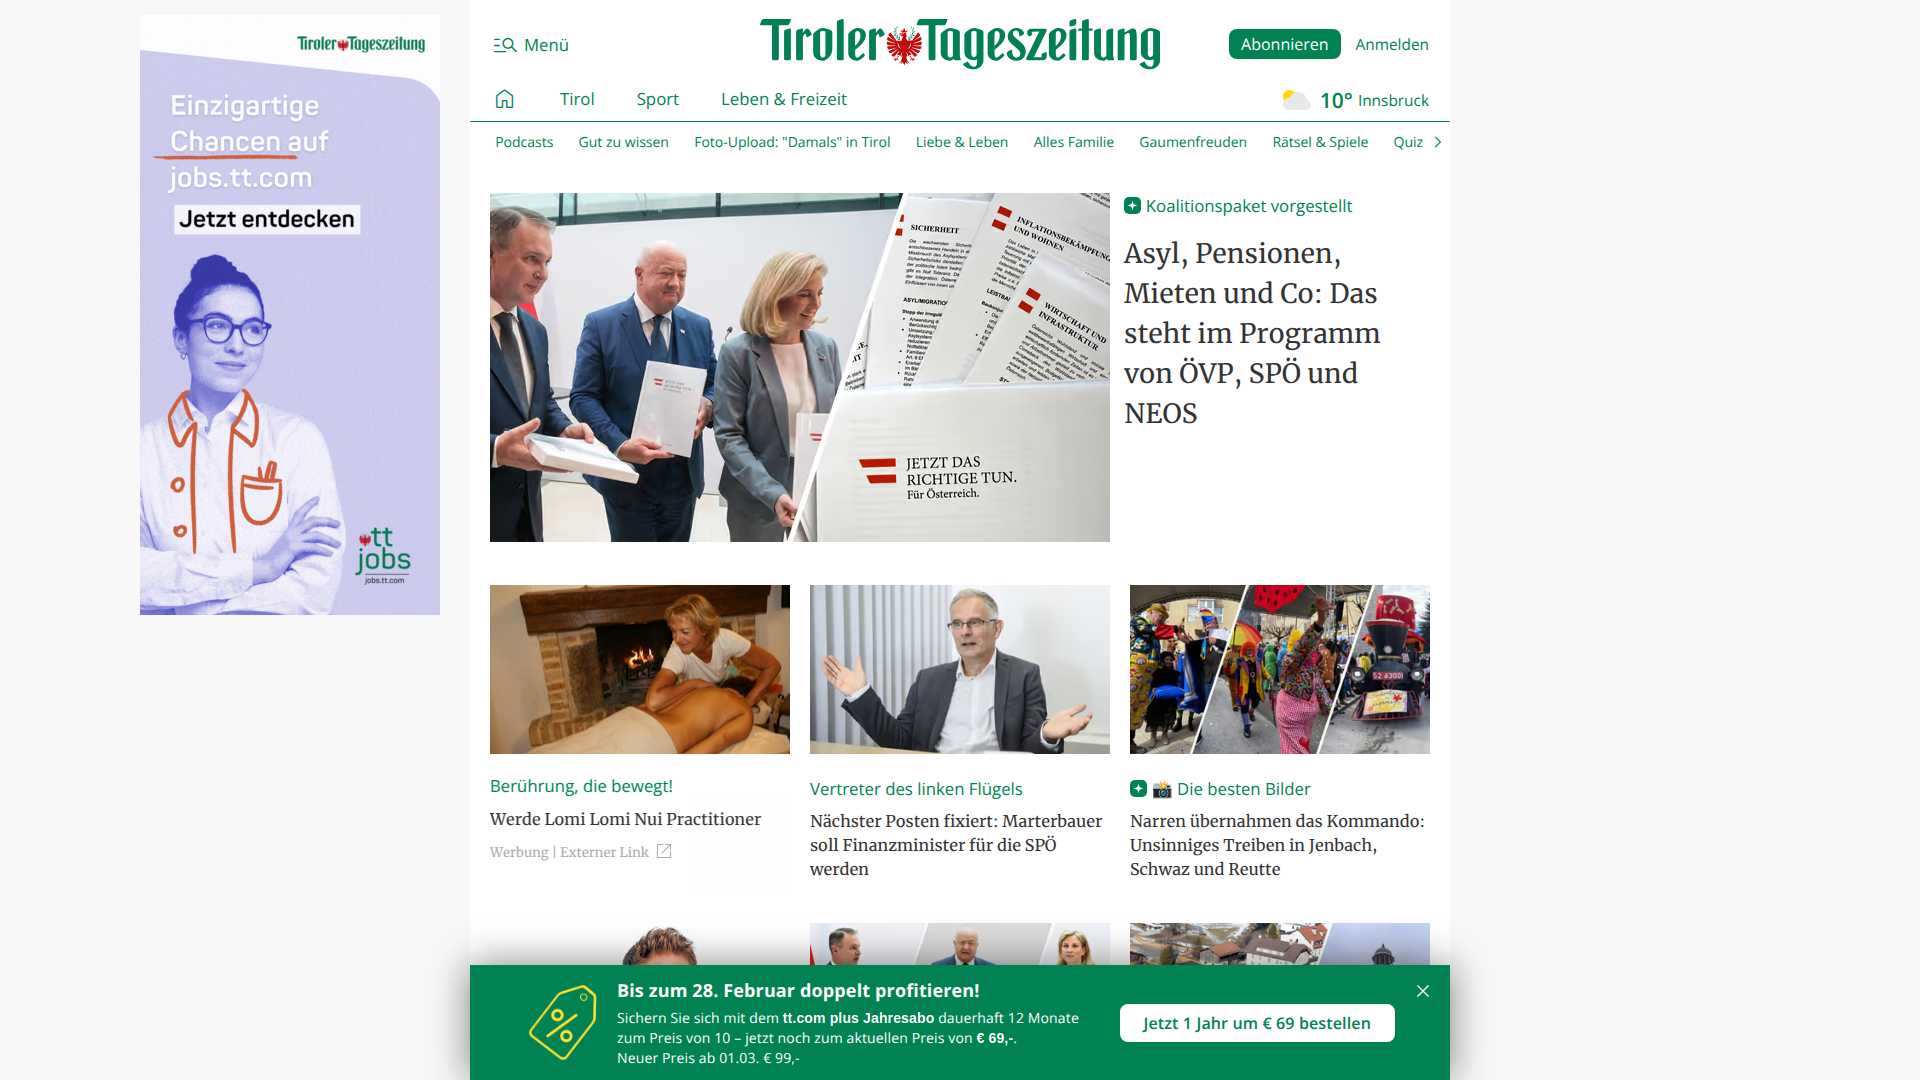 Tiroler Tageszeitung
Einzigartige
Chancen auf
jobs.tt.com
Jetzt entdecken
tt
jobs
jobs.tt.com
Menü
Tiroler Tageszeitung
Abonnieren
Anmelden
Tirol
Sport
Leben & Freizeit
10° Innsbruck
Podcasts
Gut zu wissen
Foto-Upload: "Damals" in Tirol
Liebe & Leben
Alles Familie
Gaumenfreuden
Rätsel & Spiele
Quiz
SICHERHEIT
INFLATIONSBEKÄMPFUNG
UND WOHNEN
WIRTSCHAFT UND
INFRASTRUKTUR
JETZT DAS
RICHTIGE TUN.
Für Österreich.
Koalitionspaket vorgestellt
Asyl, Pensionen,
Mieten und Co: Das
steht im Programm
von ÖVP, SPÖ und
NEOS
Berührung, die bewegt!
Werde Lomi Lomi Nui Practitioner
Werbung | Externer Link
Vertreter des linken Flügels
Nächster Posten fixiert: Marterbauer
soll Finanzminister für die SPÖ
werden
Die besten Bilder
Narren übernahmen das Kommando:
Unsinniges Treiben in Jenbach,
Schwaz und Reutte
Bis zum 28. Februar doppelt profitieren!
Sichern Sie sich mit dem tt.com plus Jahresabo dauerhaft 12 Monate
zum Preis von 10 – jetzt noch zum aktuellen Preis von € 69,-.
Neuer Preis ab 01.03. € 99,-
Jetzt 1 Jahr um € 69 bestellen